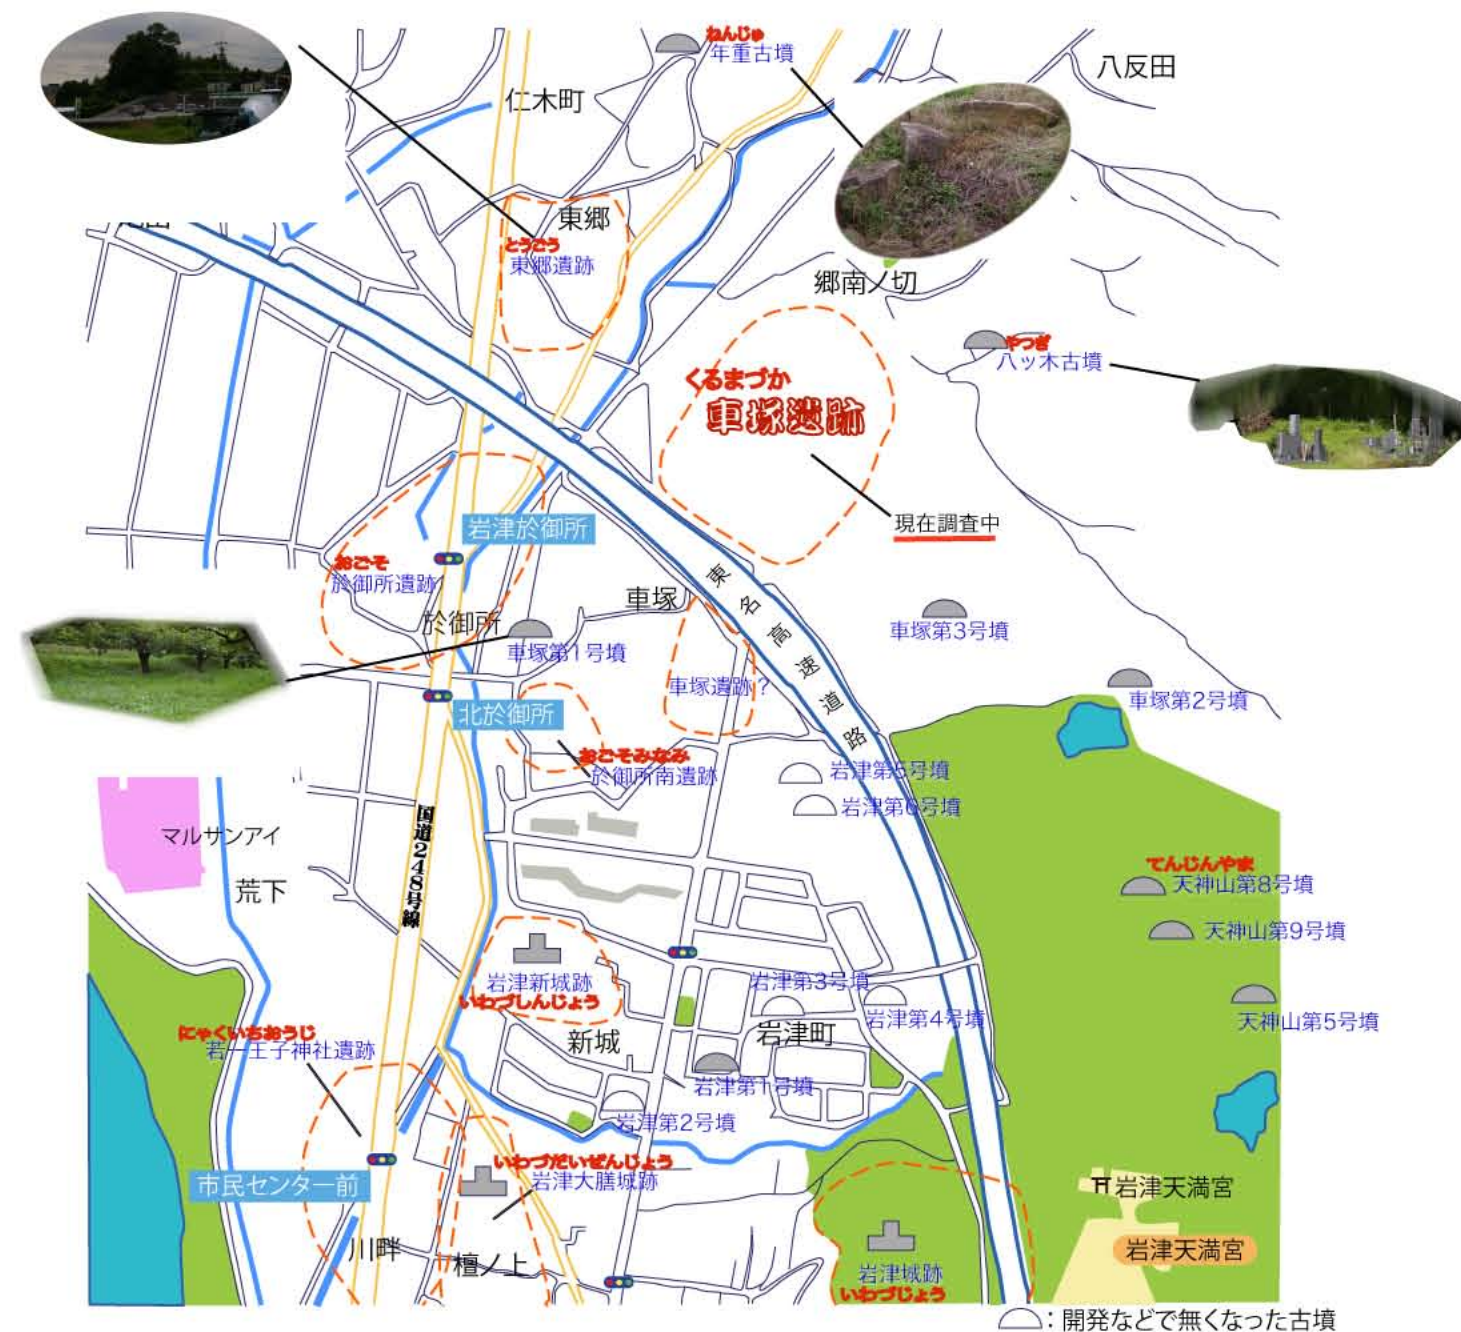 ねんじゅ
年重古墳
八反田
仁木町
東郷
とうごう
東郷遺跡
郷南ノ切
やつぎ
八ッ木古墳
くるまづか
車塚遺跡
現在調査中
岩津於御所
おごそ
於御所遺跡
於御所
車塚
東名高速道路
車塚第3号墳
車塚第1号墳
車塚遺跡?
車塚第2号墳
北於御所
おごそみなみ
於御所南遺跡
岩津第5号墳
岩津第6号墳
国道248号線
マルサンアイ
荒下
てんじんやま
天神山第8号墳
天神山第9号墳
岩津新城跡
いわづしんじょう
岩津第3号墳
岩津第4号墳
天神山第5号墳
岩津町
新城
にゃくいちおうじ
若一王子神社遺跡
岩津第1号墳
岩津第2号墳
いわづだいぜんじょう
岩津大膳城跡
市民センター前
岩津天満宮
岩津天満宮
川畔
檀ノ上
岩津城跡
いわづじょう
:開発などで無くなった古墳